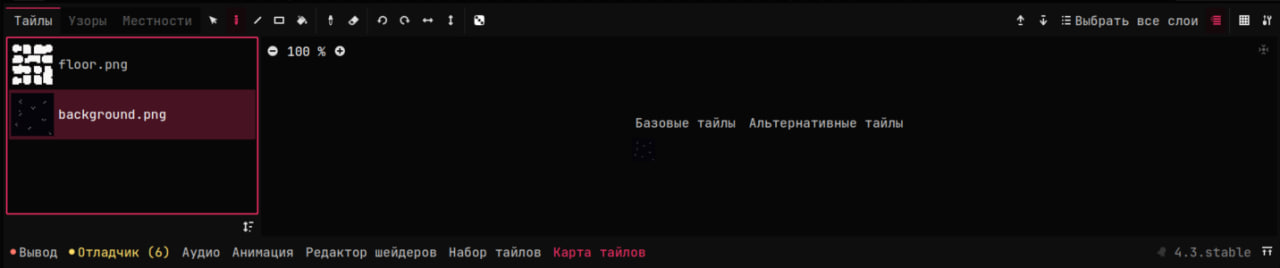 Тайлы Узоры Местности Выбрать все слои
floor.png
100 %
background.png
Базовые тайлы Альтернативные тайлы
Вывод Отладчик (6) Аудио Анимация Редактор шейдеров Набор тайлов Карта тайлов 4.3.stable